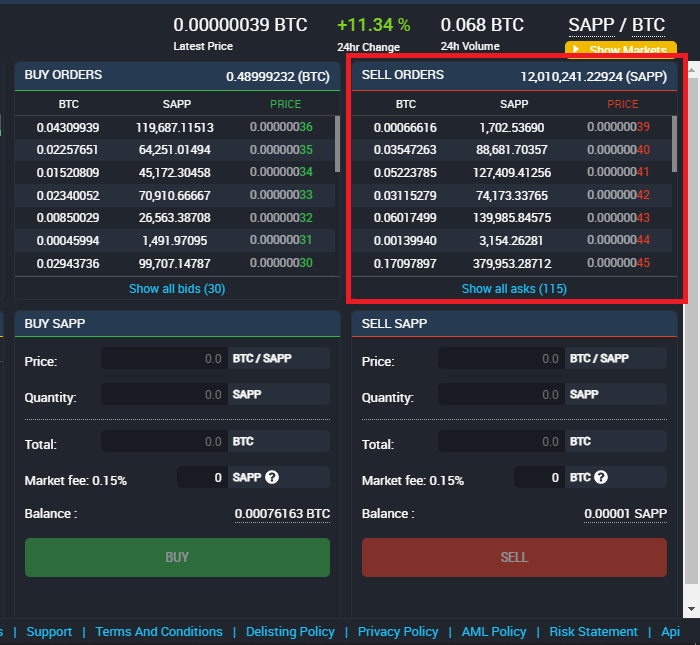 0.00000039 BTC +11.34 % 0.068 BTC SAPP / BTC
Latest Price 24hr Change 24h Volume Show Markets
BUY ORDERS 0.48999232 (BTC)
BTC SAPP PRICE
0.04309939 119,687.11513 0.00000036
0.02257651 64,251.01494 0.00000035
0.01520809 45,172.30458 0.00000034
0.02340052 70,910.66667 0.00000033
0.00850029 26,563.38708 0.00000032
0.00045994 1,491.97095 0.00000031
0.02943736 99,707.14787 0.00000030
Show all bids (30)
SELL ORDERS 12,010,241.22924 (SAPP)
BTC SAPP PRICE
0.00066616 1,702.53690 0.00000039
0.03547263 88,681.70357 0.00000040
0.05223785 127,409.41256 0.00000041
0.03115279 74,173.33765 0.00000042
0.06017499 139,985.84575 0.00000043
0.00139940 3,154.26281 0.00000044
0.17097897 379,953.28712 0.00000045
Show all asks (115)
BUY SAPP
Price: 0.0 BTC / SAPP
Quantity: 0.0 SAPP
Total: 0.0 BTC
Market fee: 0.15% 0 SAPP ?
Balance : 0.00076163 BTC
BUY
SELL SAPP
Price: 0.0 BTC / SAPP
Quantity: 0.0 SAPP
Total: 0.0 BTC
Market fee: 0.15% 0 BTC ?
Balance : 0.00001 SAPP
SELL
s | Support | Terms And Conditions | Delisting Policy | Privacy Policy | AML Policy | Risk Statement | Api